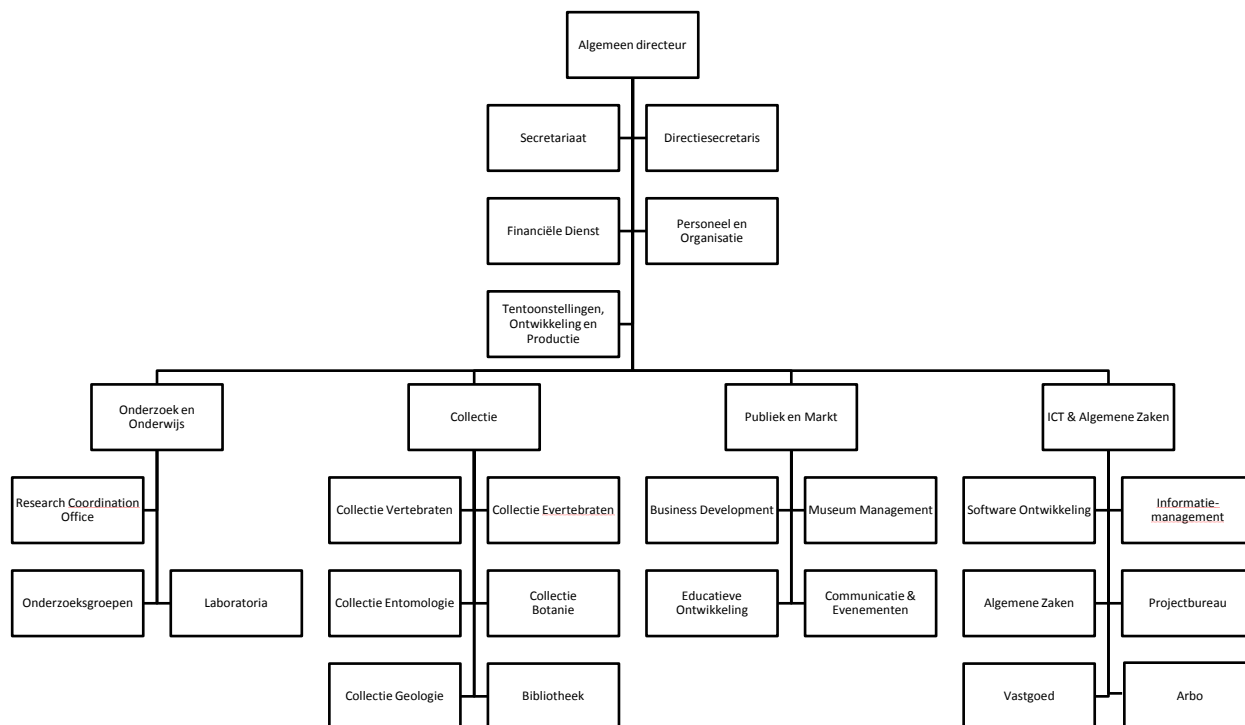 Algemeen directeur
Secretariaat
Directiesecretaris
Financiële Dienst
Personeel en
Organisatie
Tentoonstellingen,
Ontwikkeling en
Productie
Onderzoek en
Onderwijs
Collectie
Publiek en Markt
ICT & Algemene Zaken
Research Coordination
Office
Collectie Vertebraten
Collectie Evertebraten
Business Development
Museum Management
Software Ontwikkeling
Informatie-
management
Onderzoeksgroepen
Laboratoria
Collectie Entomologie
Collectie
Botanie
Educatieve
Ontwikkeling
Communicatie &
Evenementen
Algemene Zaken
Projectbureau
Collectie Geologie
Bibliotheek
Vastgoed
Arbo